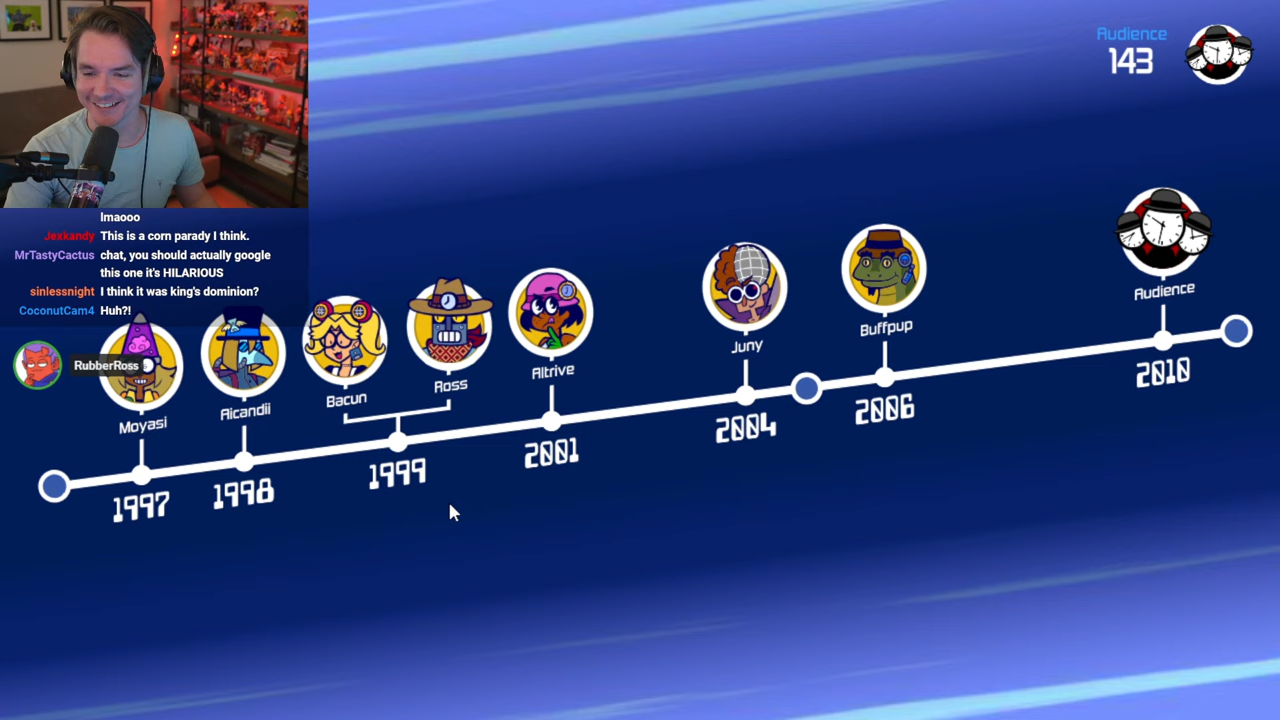 Audience
143
lmaooo
Jexkandy This is a corn parady I think.
MrTastyCactus chat, you should actually google
this one it's HILARIOUS
sinlessnight I think it was king's dominion?
CoconutCam4 Huh?!
RubberRoss
Moyasi
Aicandii
Bacun
Ross
Altrive
Juny
Buffpup
Audience
1997
1998
1999
2001
2004
2006
2010